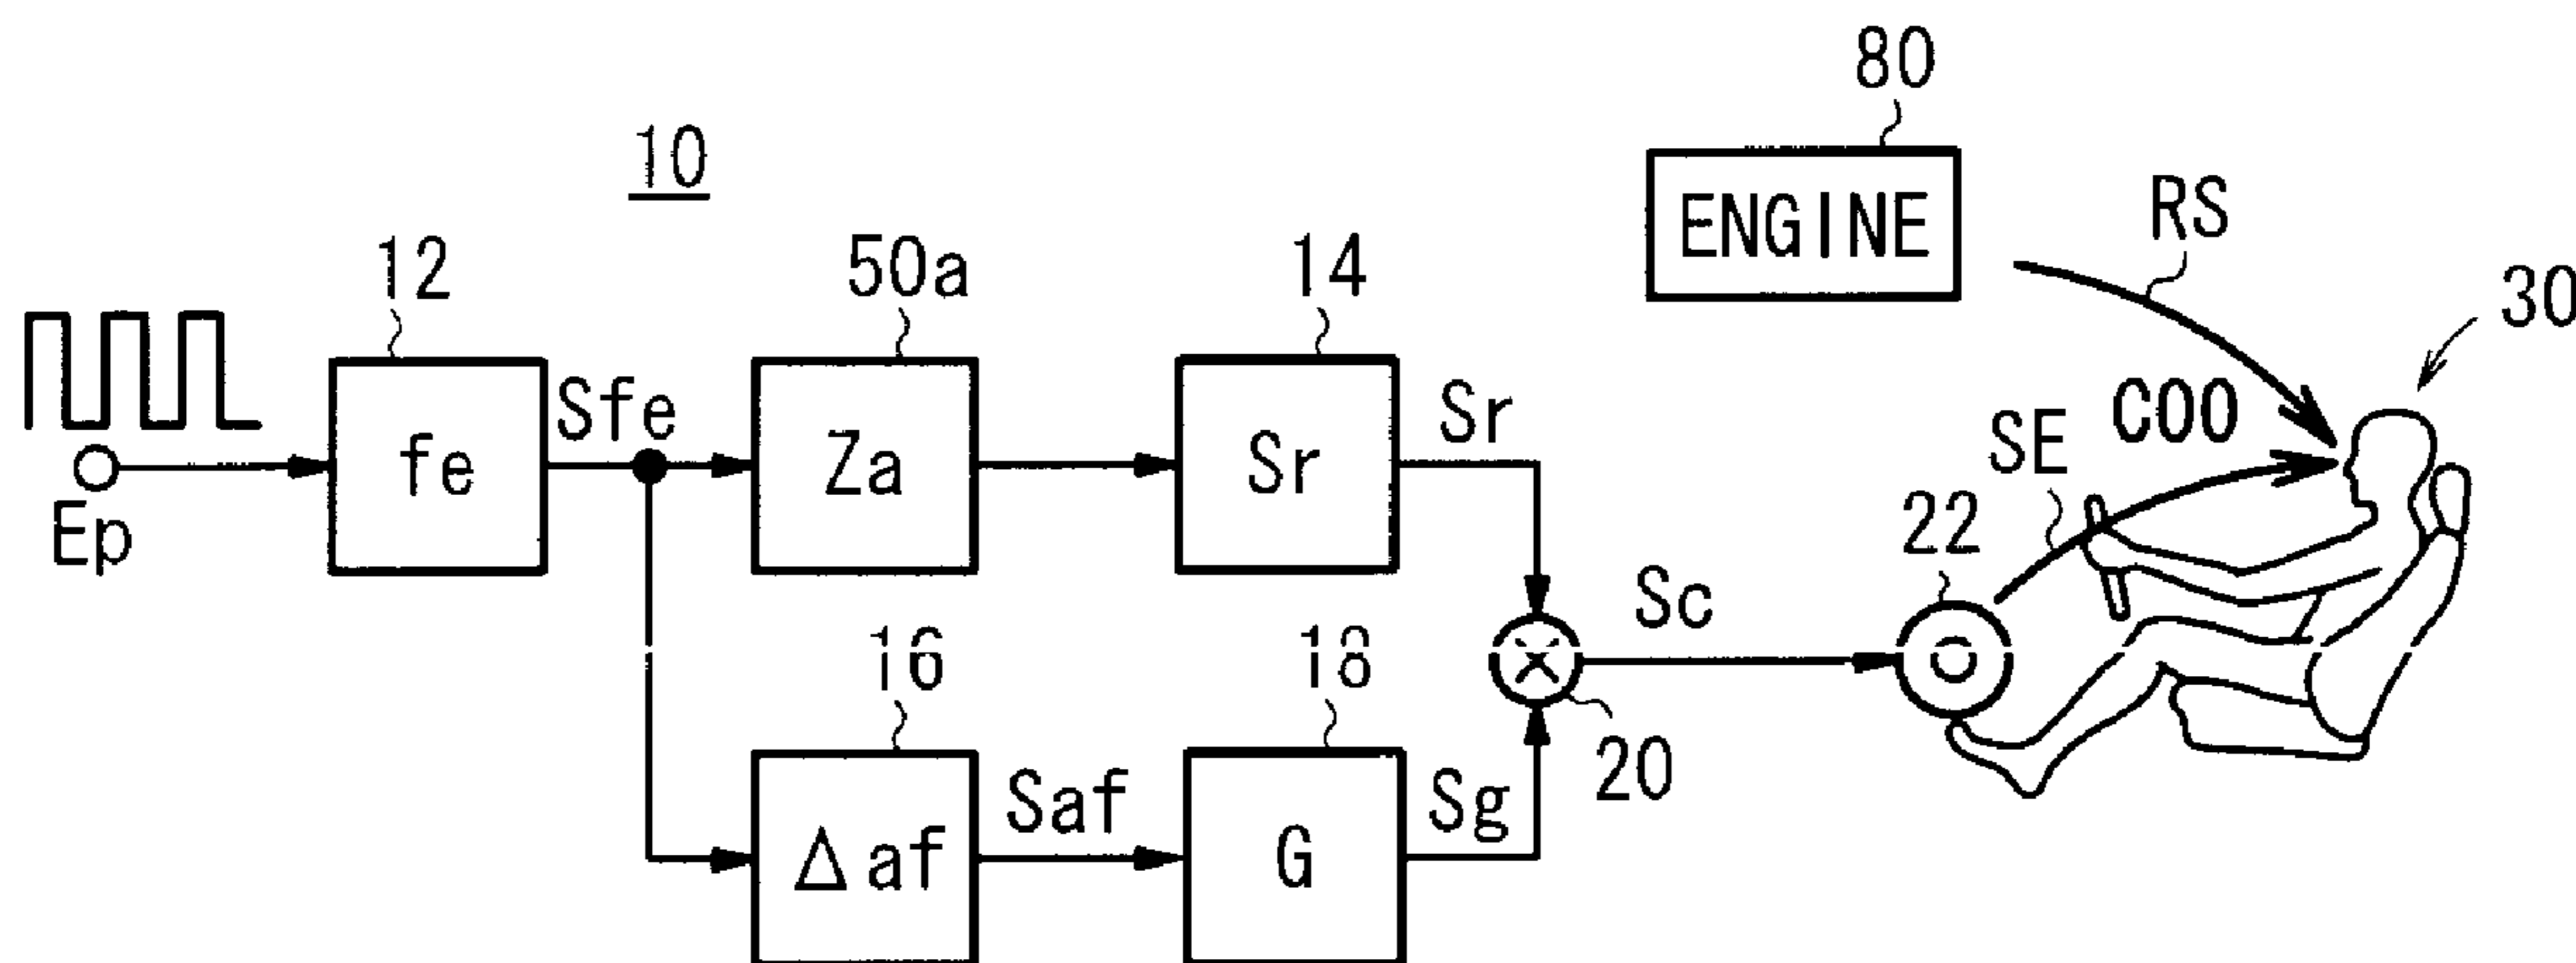 80
10
ENGINE
RS
12
50a
14
30
Sfe
Sr
C00
SE
fe
Za
Sr
22
Ep
Sc
16
18
20
Saf
Sg
Δaf
G